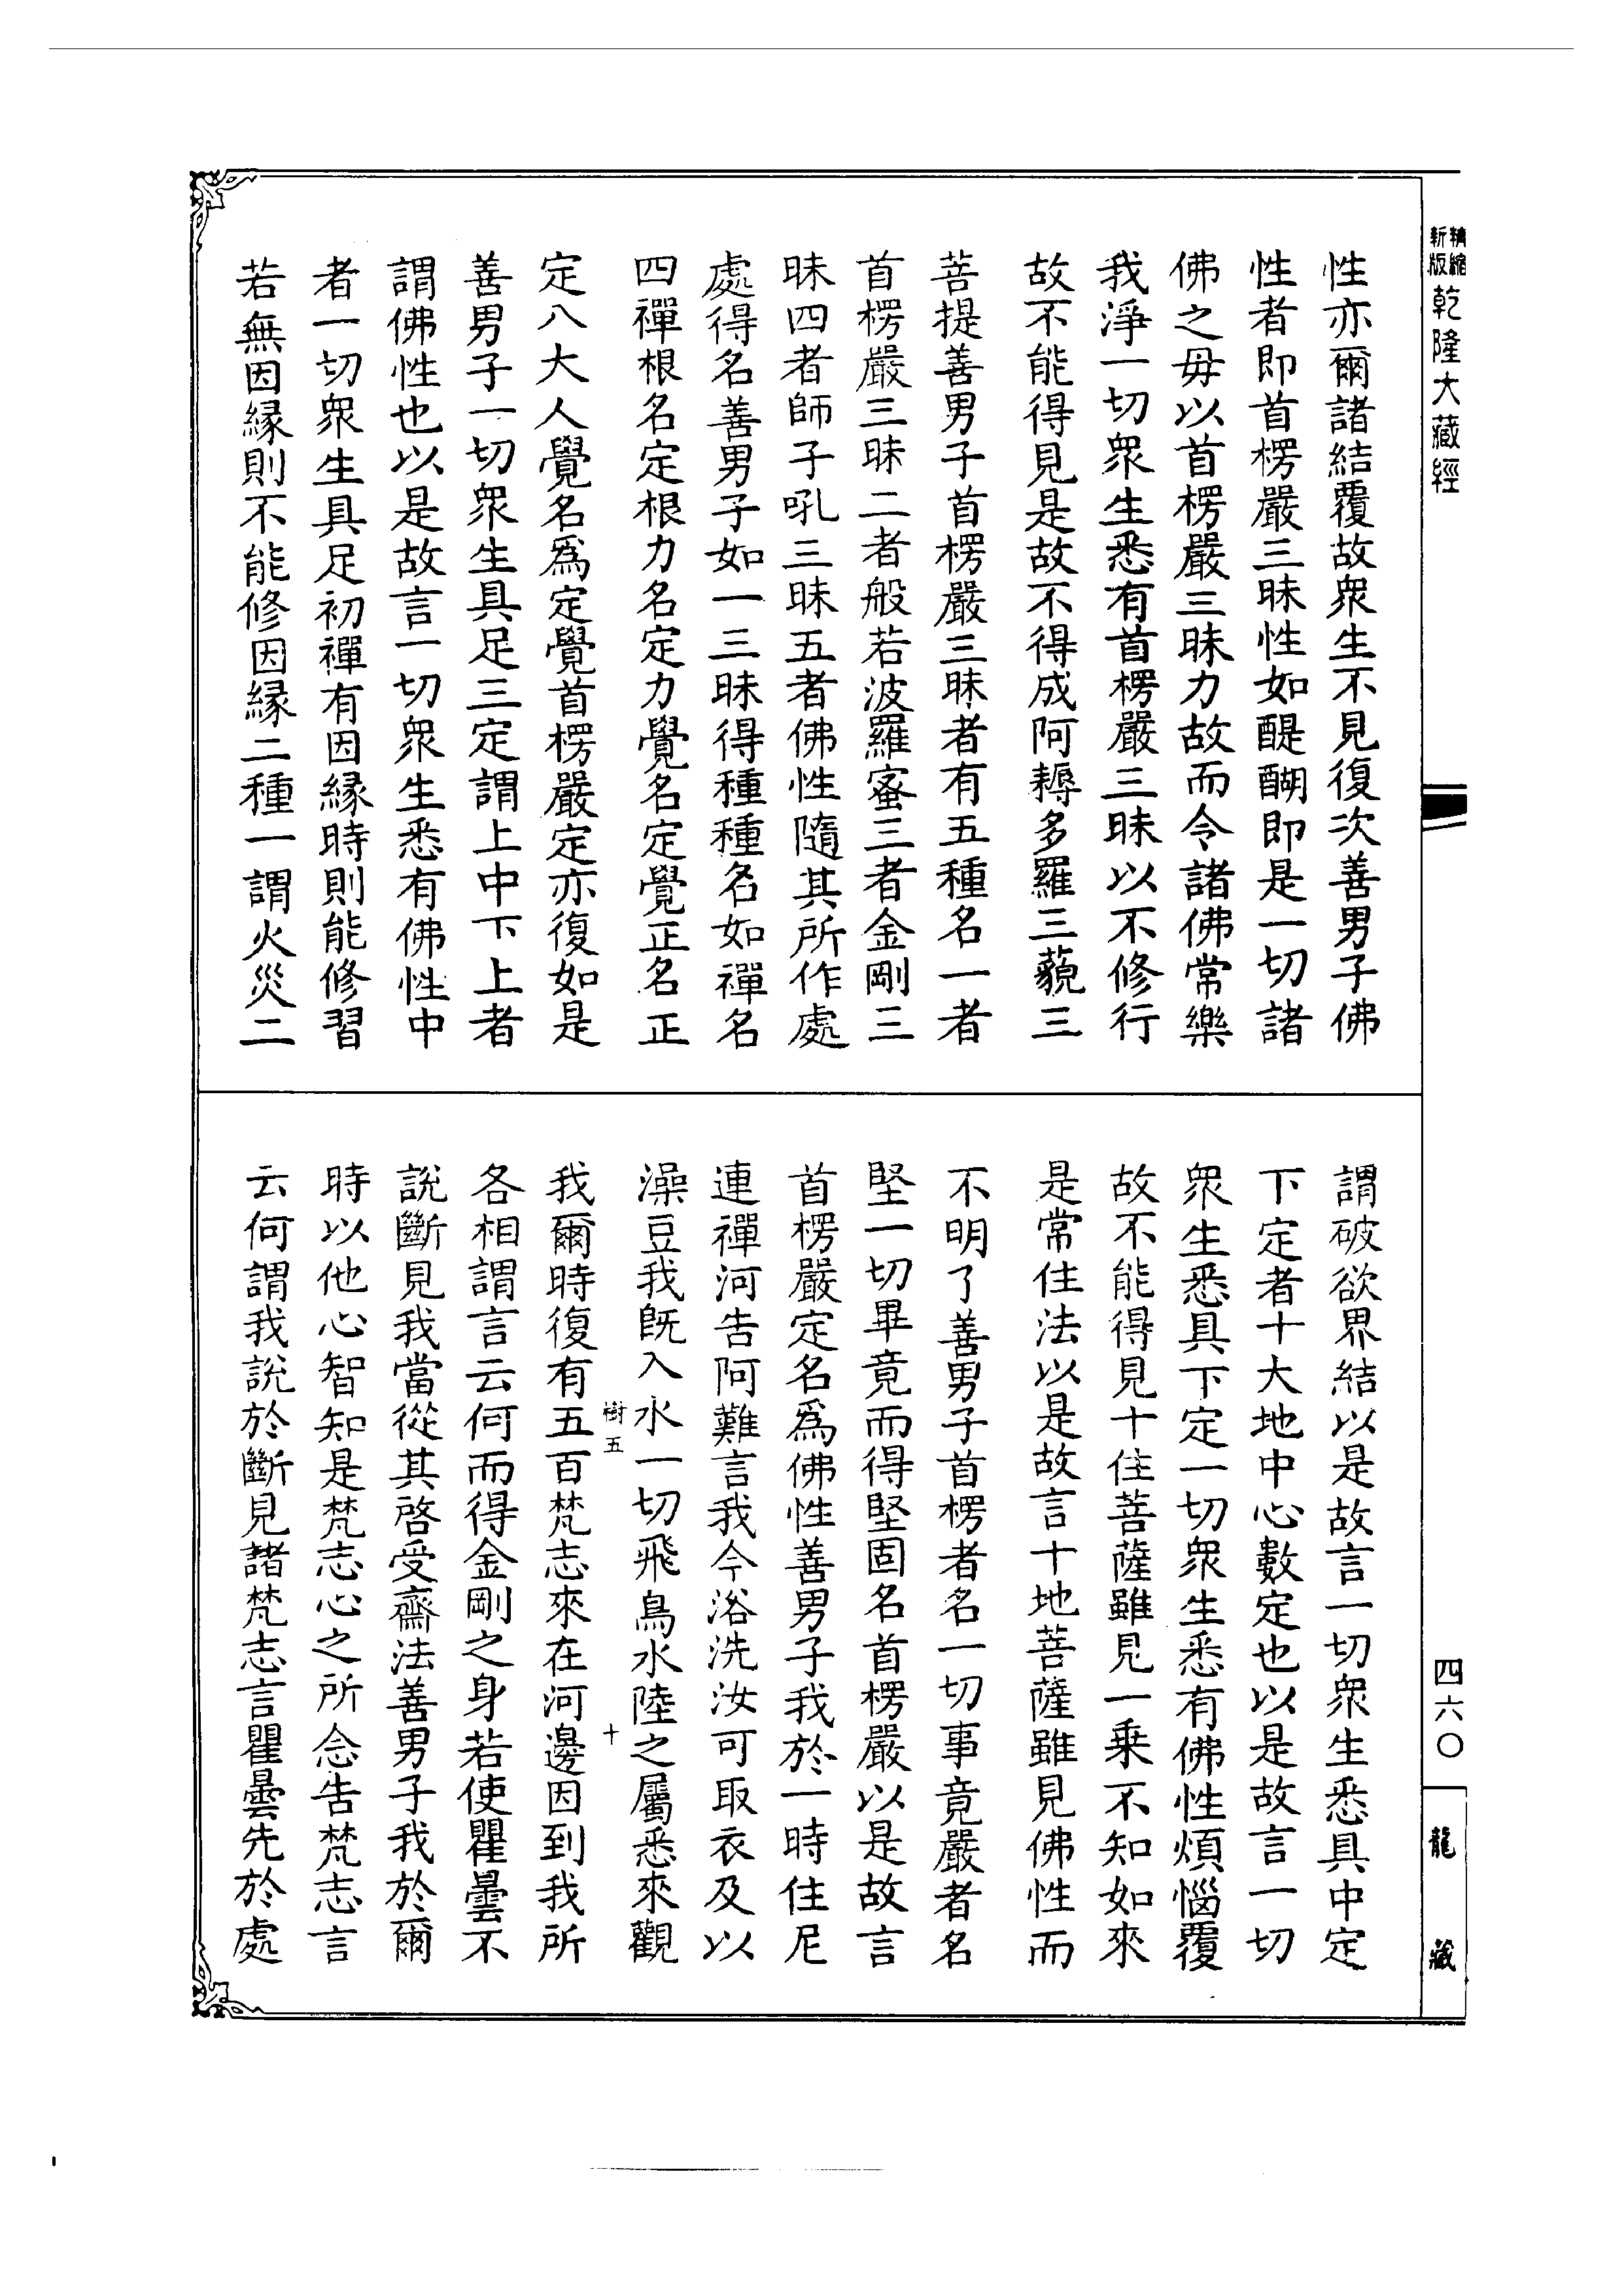 精縮
新版
乾隆大藏經
性亦爾諸結覆故眾生不見復次善男子佛
性者即首楞嚴三昧性如醍醐即是一切諸
佛之毋以首楞嚴三昧力故而令諸佛常樂
我淨一切眾生悉有首楞嚴三昧以不修行
故不能得見是故不得成阿耨多羅三藐三
菩提善男子首楞嚴三昧者有五種名一者
首楞嚴三昧二者般若波羅蜜三者金剛三
昧四者師子吼三昧五者佛性隨其所作處
處得名善男子如一三昧得種種名如禪名
四禪根名定根力名定力覺名定覺正名正
定八大人覺名爲定覺首楞嚴定亦復如是
善男子一切眾生具足三定謂上中下上者
謂佛性也以是故言一切眾生悉有佛性中
者一切眾生具足初禪有因緣時則能修習
若無因緣則不能修因緣二種一謂火災二
謂破欲界結以是故言一切眾生悉具中定
下定者十大地中心數定也以是故言一切
眾生悉具下定一切眾生悉有佛性煩惱覆
故不能得見十住菩薩雖見一乘不知如來
是常住法以是故言十地菩薩雖見佛性而
不明了善男子首楞者名一切事竟嚴者名
堅一切畢竟而得堅固名首楞嚴以是故言
首楞嚴定名爲佛性善男子我於一時住尼
連禪河告阿難言我今浴洗汝可取衣及以
澡豆我旣入水一切飛鳥水陸之屬悉來觀
樹五
十
我爾時復有五百梵志來在河邊因到我所
各相謂言云何而得金剛之身若使瞿曇不
說斷見我當從其啓受齋法善男子我於爾
時以他心智知是梵志心之所念告梵志言
云何謂我說於斷見諸梵志言瞿曇先於處
四六〇
龍藏